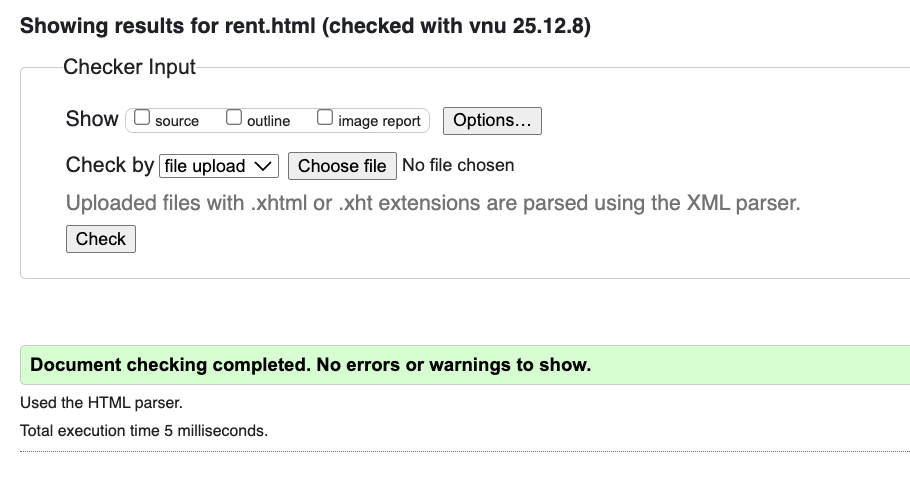 Showing results for rent.html (checked with vnu 25.12.8)
Checker Input
Show source outline image report Options...
Check by file upload Choose file No file chosen
Uploaded files with .xhtml or .xht extensions are parsed using the XML parser.
Check
Document checking completed. No errors or warnings to show.
Used the HTML parser.
Total execution time 5 milliseconds.